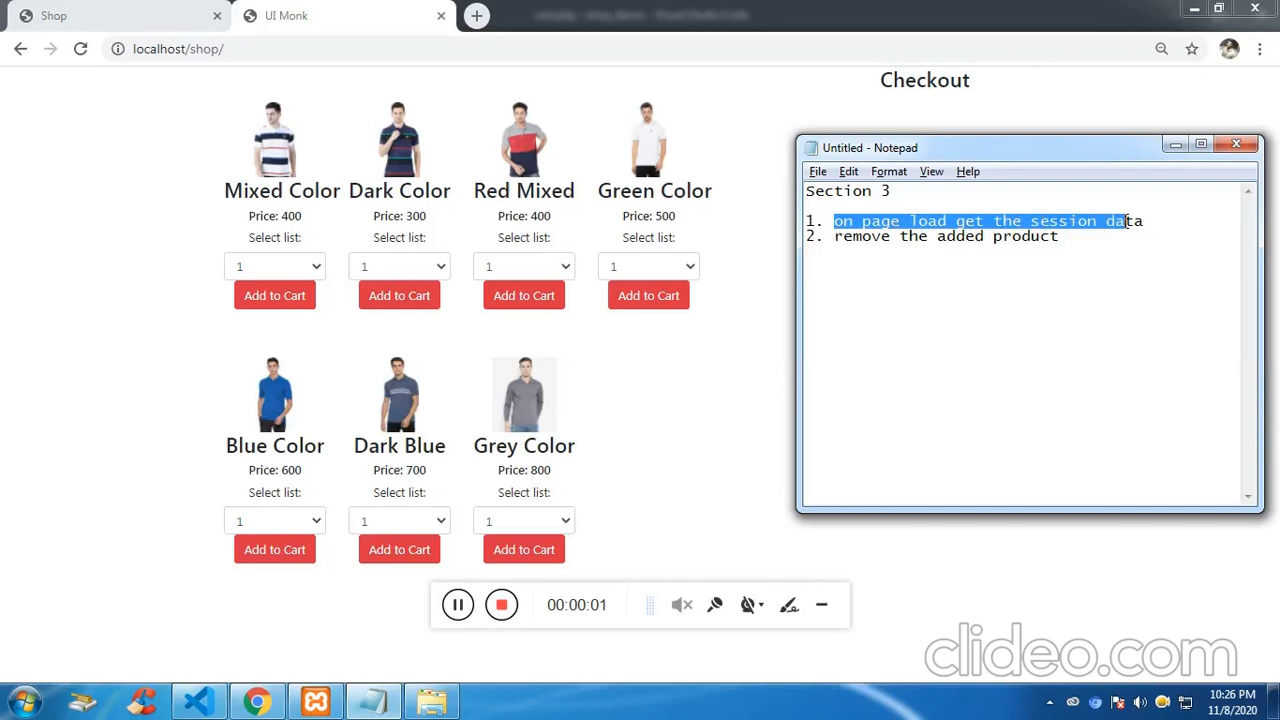 Shop
UI Monk
localhost/shop/
Checkout
Mixed Color
Price: 400
Select list:
1
Add to Cart
Dark Color
Price: 300
Select list:
1
Add to Cart
Red Mixed
Price: 400
Select list:
1
Add to Cart
Green Color
Price: 500
Select list:
1
Add to Cart
Untitled - Notepad
File Edit Format View Help
Section 3
1. on page load get the session data
2. remove the added product
Blue Color
Price: 600
Select list:
1
Add to Cart
Dark Blue
Price: 700
Select list:
1
Add to Cart
Grey Color
Price: 800
Select list:
1
Add to Cart
00:00:01
clideo.com
10:26 PM
11/8/2020